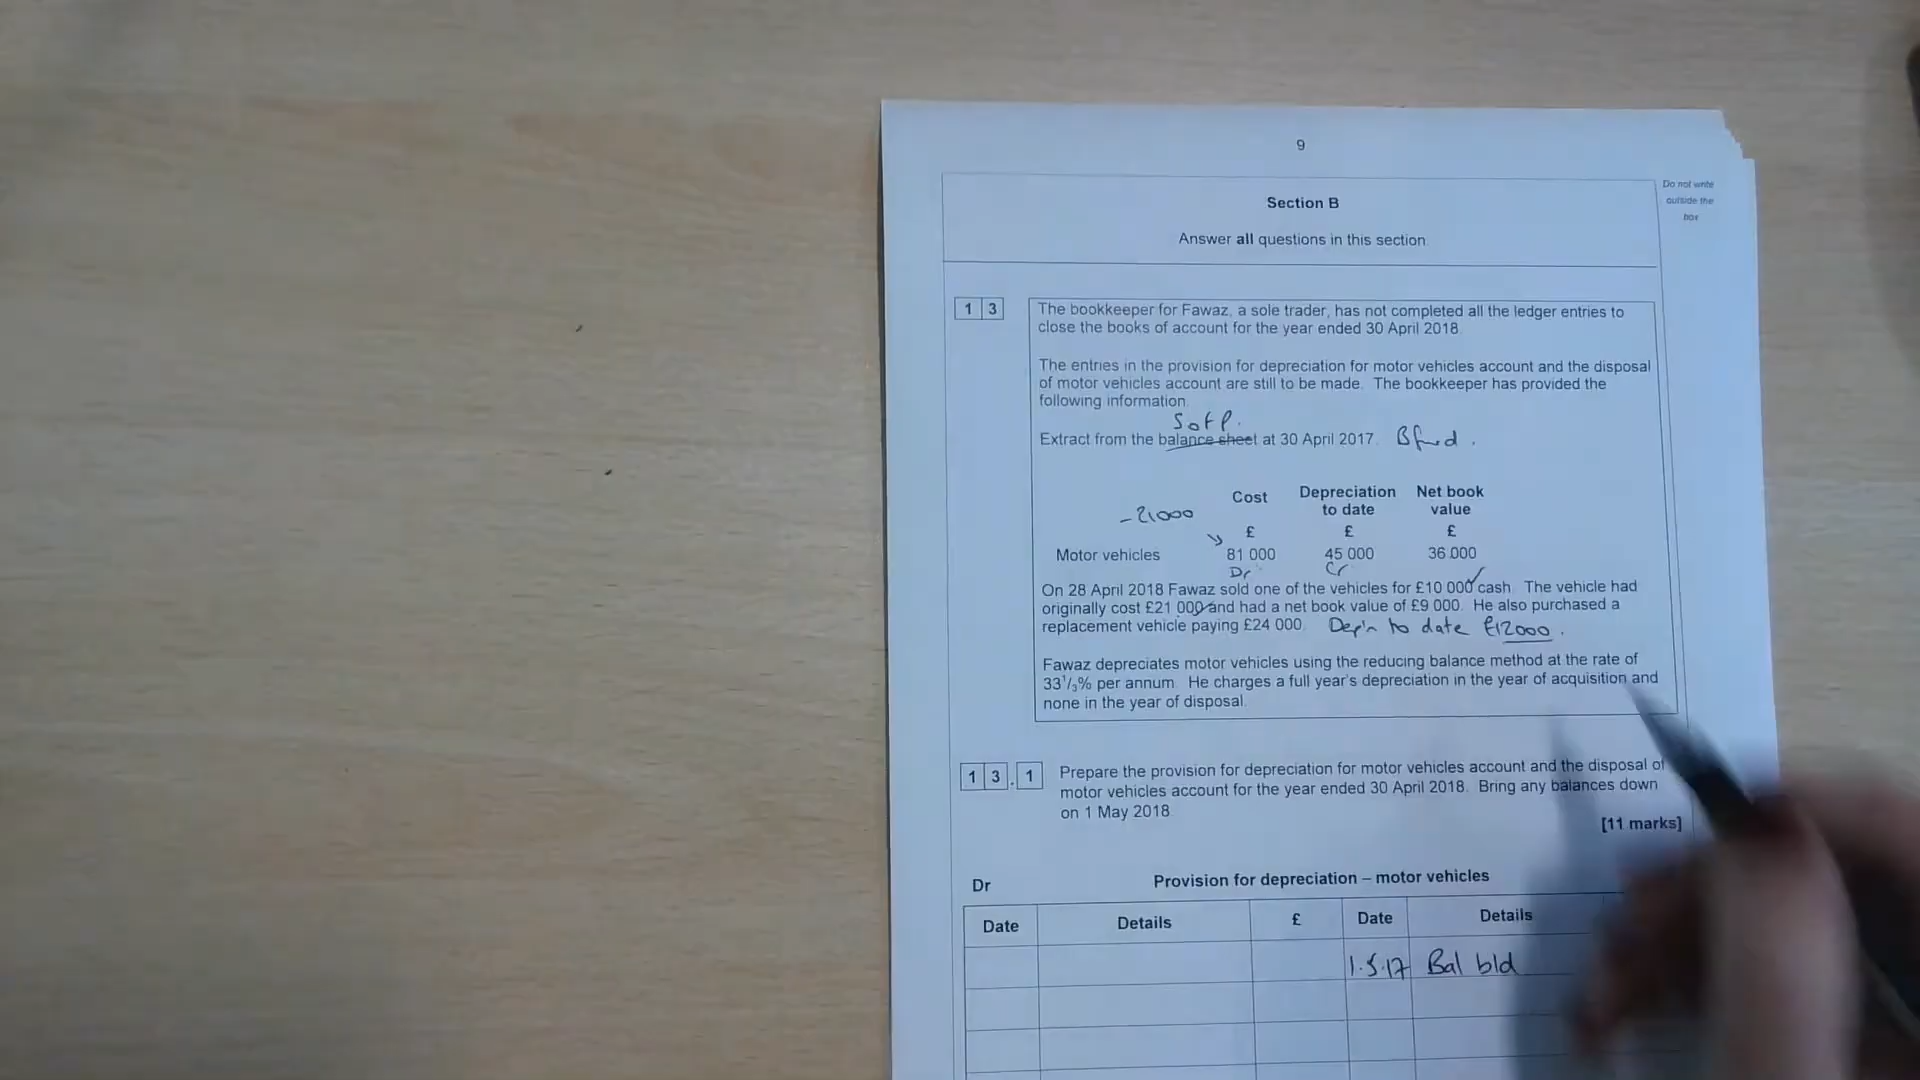 9
Do not write
outside the
box
Section B
Answer all questions in this section
1 3
The bookkeeper for Fawaz, a sole trader, has not completed all the ledger entries to
close the books of account for the year ended 30 April 2018
The entries in the provision for depreciation for motor vehicles account and the disposal
of motor vehicles account are still to be made. The bookkeeper has provided the
following information.
SofP.
Extract from the balance sheet at 30 April 2017. Bfwd.
Cost Depreciation to date Net book value
-21000
£ £ £
Motor vehicles 81 000 45 000 36 000
Dr Cr
On 28 April 2018 Fawaz sold one of the vehicles for £10 000 cash. The vehicle had
originally cost £21 000 and had a net book value of £9 000. He also purchased a
replacement vehicle paying £24 000. Dep'n to date £12000.
Fawaz depreciates motor vehicles using the reducing balance method at the rate of
33 1/3% per annum. He charges a full year's depreciation in the year of acquisition and
none in the year of disposal.
1 3 . 1
Prepare the provision for depreciation for motor vehicles account and the disposal of
motor vehicles account for the year ended 30 April 2018. Bring any balances down
on 1 May 2018
[11 marks]
Dr Provision for depreciation – motor vehicles
Date Details £ Date Details
1.5.17 Bal b/d